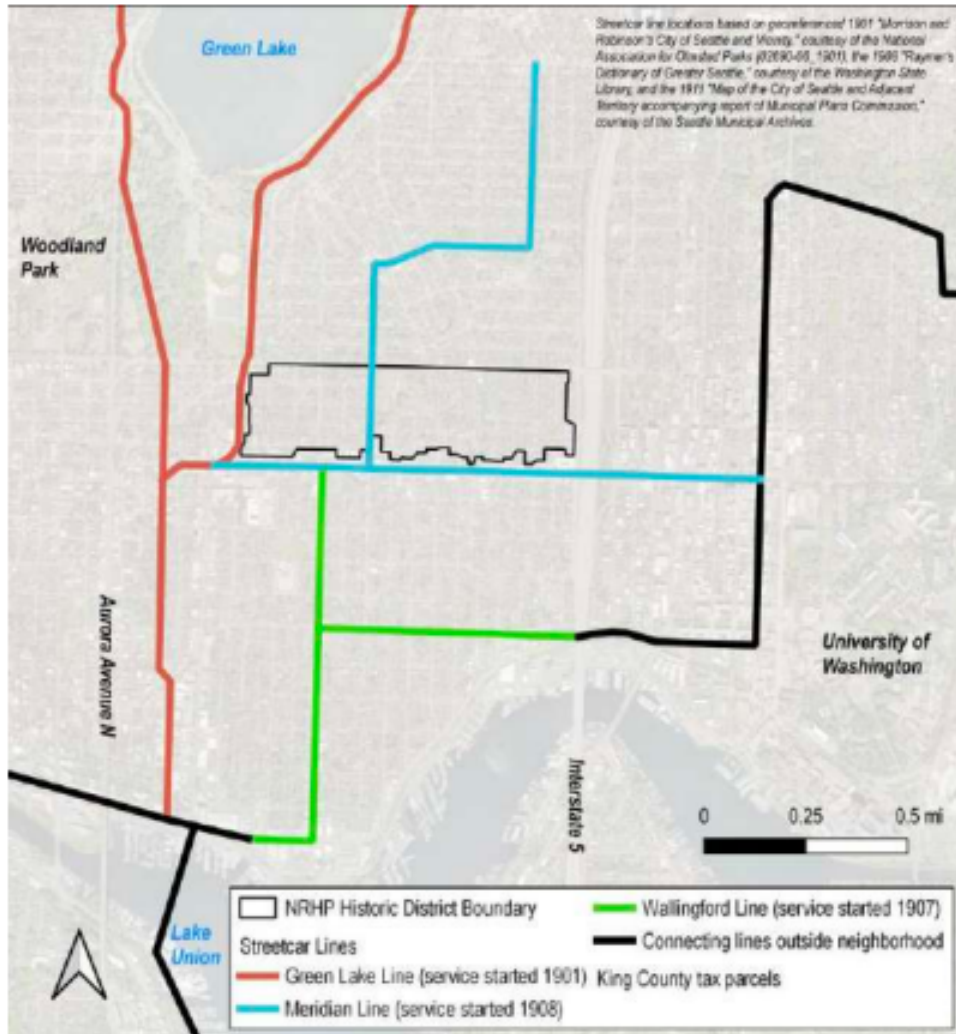 Green Lake
Streetcar line locations based on georeferenced 1901 "Morrison and
Robinson's City of Seattle and Vicinity," courtesy of the National
Association for Olmsted Parks (02690-66_1901), the 1908 "Raymer's
Dictionary of Greater Seattle," courtesy of the Washington State
Library, and the 1911 "Map of the City of Seattle and Adjacent
Territory accompanying report of Municipal Plans Commission,"
courtesy of the Seattle Municipal Archives.
Woodland
Park
Aurora Avenue N
University of
Washington
Interstate 5
0 0.25 0.5 mi
Lake
Union
NRHP Historic District Boundary
Streetcar Lines
Green Lake Line (service started 1901)
Meridian Line (service started 1908)
Wallingford Line (service started 1907)
Connecting lines outside neighborhood
King County tax parcels